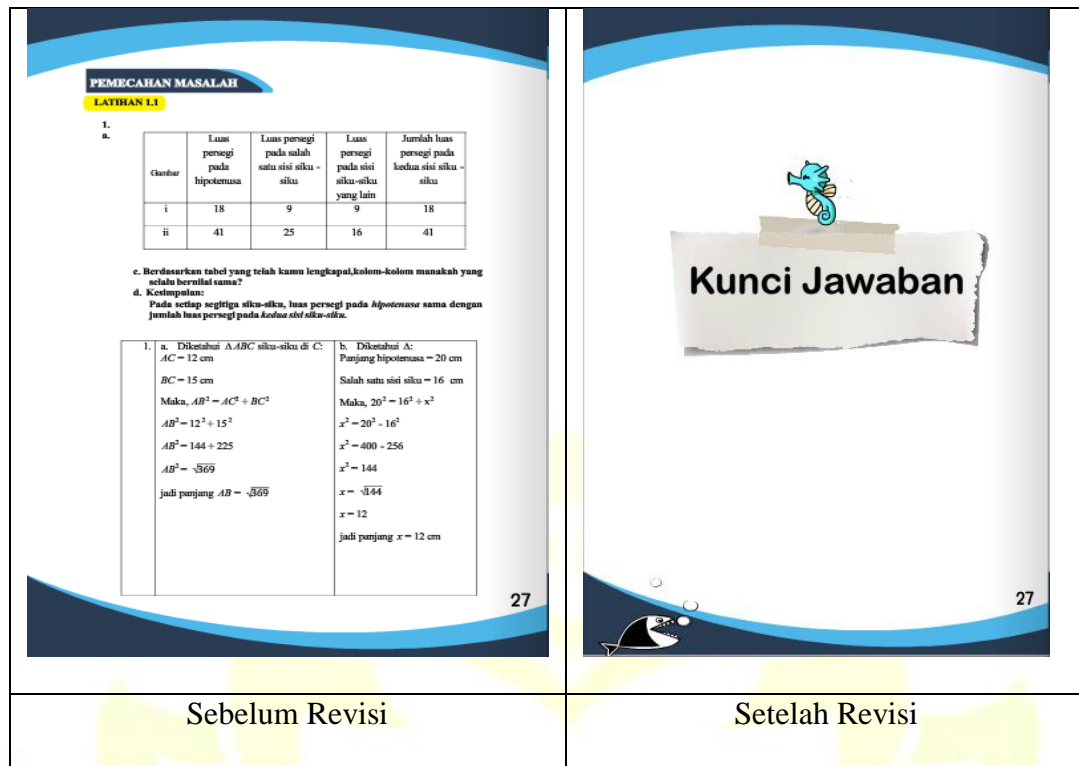 PEMECAHAN MASALAH
LATIHAN 1.1
1.
a.
Gambar
Luas
persegi
pada
hipotenusa
Luas persegi
pada salah
satu sisi siku -
siku
Luas
persegi
pada sisi
siku-siku
yang lain
Jumlah luas
persegi pada
kedua sisi siku -
siku
i 18 9 9 18
ii 41 25 16 41
c. Berdasarkan tabel yang telah kamu lengkapai,kolom-kolom manakah yang
selalu bernilai sama?
d. Kesimpulan:
Pada setiap segitiga siku-siku, luas persegi pada hipotenusa sama dengan
jumlah luas persegi pada kedua sisi siku-siku.
1. a. Diketahui ΔABC siku-siku di C:
AC = 12 cm
BC = 15 cm
Maka, AB² = AC² + BC²
AB² = 12² + 15²
AB² = 144 + 225
AB² = √369
jadi panjang AB = √369
b. Diketahui Δ:
Panjang hipotenusa = 20 cm
Salah satu sisi siku = 16 cm
Maka, 20² = 16² + x²
x² = 20² - 16²
x² = 400 - 256
x² = 144
x = √144
x = 12
jadi panjang x = 12 cm
27
Kunci Jawaban
27
Sebelum Revisi
Setelah Revisi